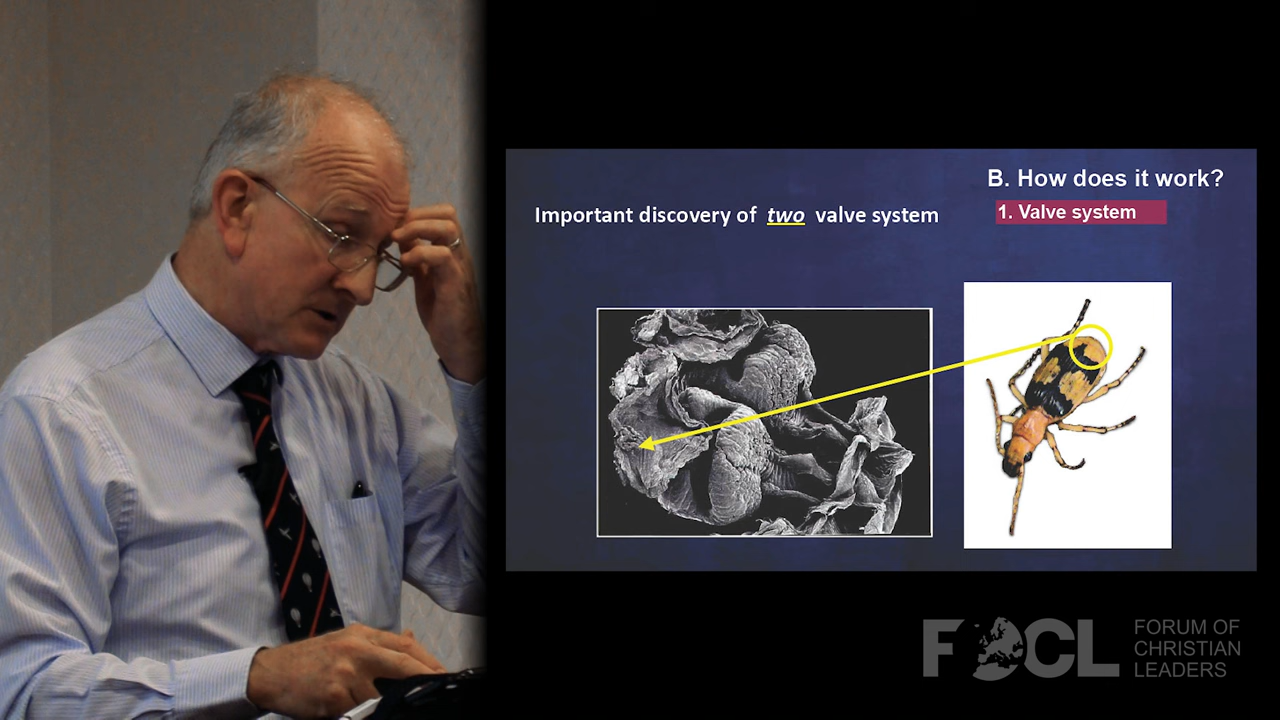 B. How does it work?
1. Valve system
Important discovery of two valve system
FOCL
FORUM OF
CHRISTIAN
LEADERS